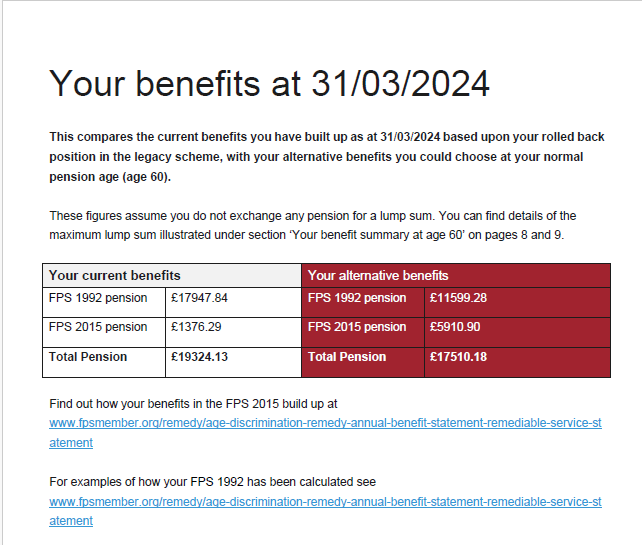 Your benefits at 31/03/2024
This compares the current benefits you have built up as at 31/03/2024 based upon your rolled back
position in the legacy scheme, with your alternative benefits you could choose at your normal
pension age (age 60).
These figures assume you do not exchange any pension for a lump sum. You can find details of the
maximum lump sum illustrated under section ‘Your benefit summary at age 60’ on pages 8 and 9.
Your current benefits Your alternative benefits
FPS 1992 pension £17947.84 FPS 1992 pension £11599.28
FPS 2015 pension £1376.29 FPS 2015 pension £5910.90
Total Pension £19324.13 Total Pension £17510.18
Find out how your benefits in the FPS 2015 build up at
www.fpsmember.org/remedy/age-discrimination-remedy-annual-benefit-statement-remediable-service-st
atement
For examples of how your FPS 1992 has been calculated see
www.fpsmember.org/remedy/age-discrimination-remedy-annual-benefit-statement-remediable-service-st
atement